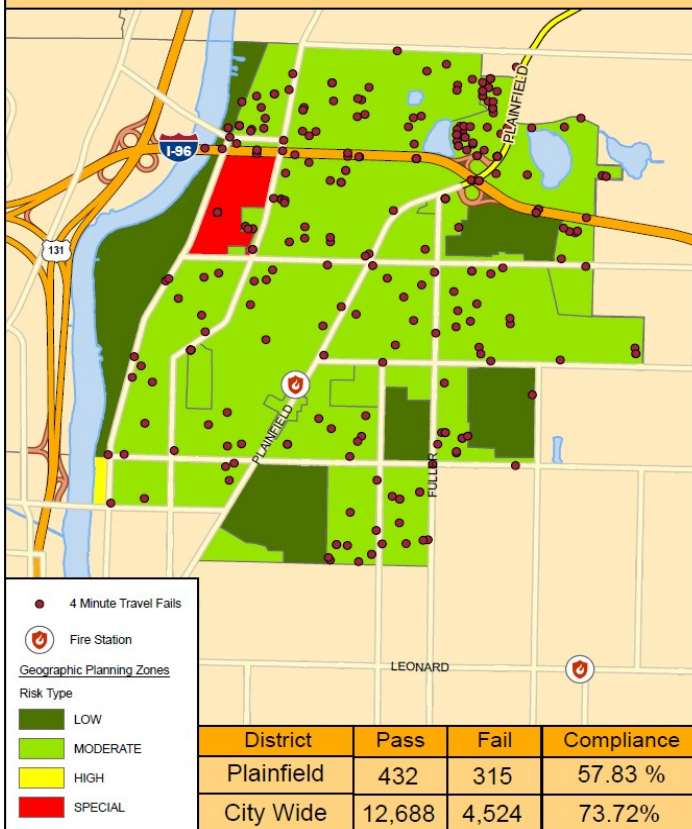 PLAINFIELD
I-96
131
PLAINFIELD
FULLER
LEONARD
4 Minute Travel Fails
Fire Station
Geographic Planning Zones
Risk Type
LOW
MODERATE
HIGH
SPECIAL
District Pass Fail Compliance
Plainfield 432 315 57.83 %
City Wide 12,688 4,524 73.72%